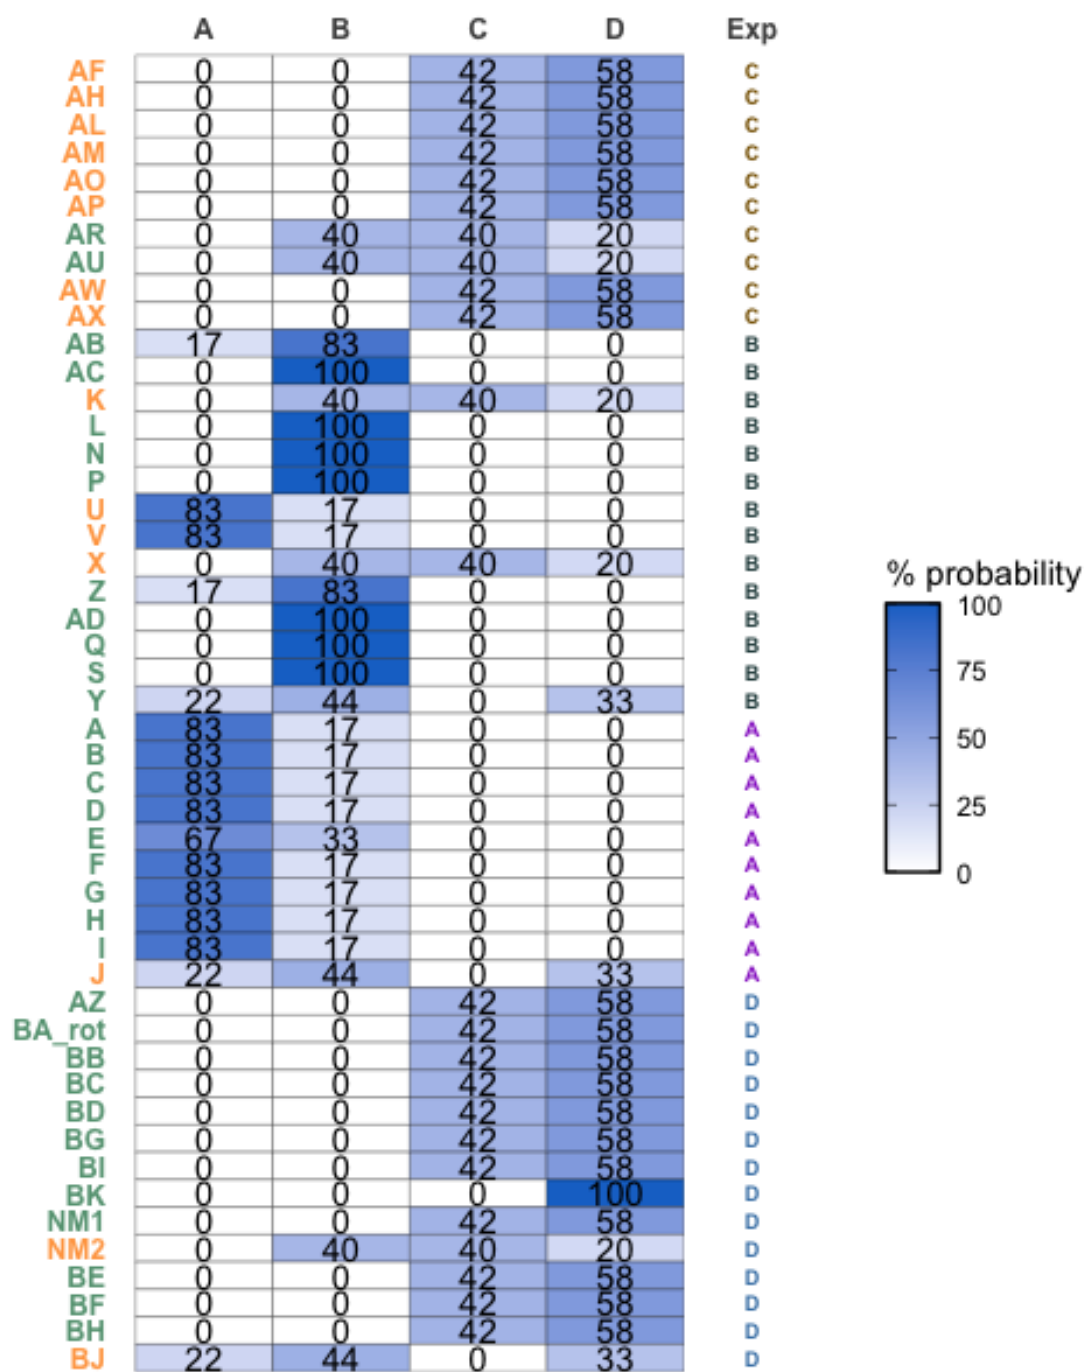 A B C D Exp
AF 0 0 42 58 C
AH 0 0 42 58 C
AL 0 0 42 58 C
AM 0 0 42 58 C
AO 0 0 42 58 C
AP 0 0 42 58 C
AR 0 40 40 20 C
AU 0 40 40 20 C
AW 0 0 42 58 C
AX 0 0 42 58 C
AB 17 83 0 0 B
AC 0 100 0 0 B
K 0 40 40 20 B
L 0 100 0 0 B
N 0 100 0 0 B
P 0 100 0 0 B
U 83 17 0 0 B
V 83 17 0 0 B
X 0 40 40 20 B
Z 17 83 0 0 B
AD 0 100 0 0 B
Q 0 100 0 0 B
S 0 100 0 0 B
Y 22 44 0 33 B
A 83 17 0 0 A
B 83 17 0 0 A
C 83 17 0 0 A
D 83 17 0 0 A
E 67 33 0 0 A
F 83 17 0 0 A
G 83 17 0 0 A
H 83 17 0 0 A
I 83 17 0 0 A
J 22 44 0 33 A
AZ 0 0 42 58 D
BA_rot 0 0 42 58 D
BB 0 0 42 58 D
BC 0 0 42 58 D
BD 0 0 42 58 D
BG 0 0 42 58 D
BI 0 0 42 58 D
BK 0 0 0 100 D
NM1 0 0 42 58 D
NM2 0 40 40 20 D
BE 0 0 42 58 D
BF 0 0 42 58 D
BH 0 0 42 58 D
BJ 22 44 0 33 D
% probability
100
75
50
25
0